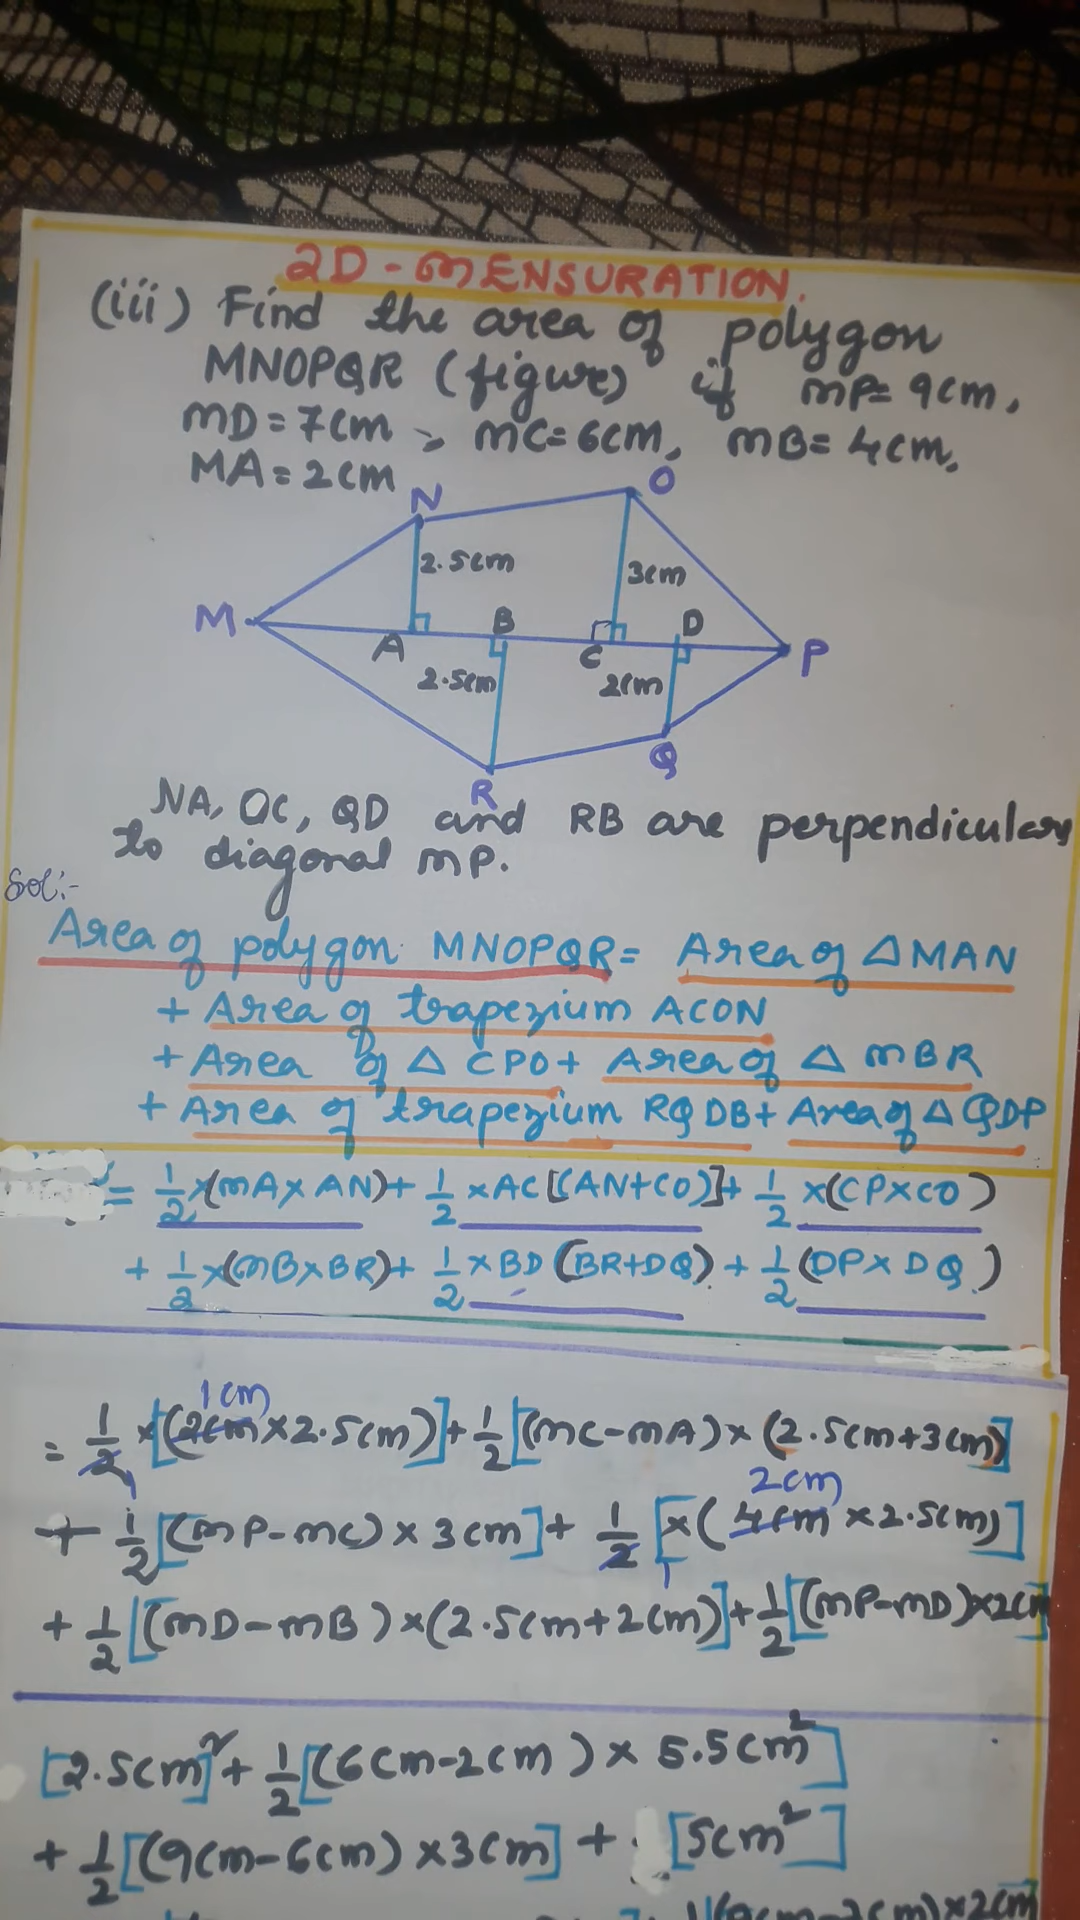 2D-MENSURATION.
(iii) Find the area of polygon
MNOPQR (figure) if MP= 9cm,
MD=7cm, MC=6cm, MB=4cm,
MA=2cm
N
O
2.5cm
3cm
M
A
B
C
D
P
2.5cm
2cm
Q
R
NA, OC, QD and RB are perpendiculars
to diagonal MP.
Sol:-
Area of polygon MNOPQR= Area of △MAN
+ Area of trapezium ACON
+ Area of △ CPO+ Area of △ MBR
+ Area of trapezium RQDB+ Area of △QDP
= 1/2 ×(MA×AN)+ 1/2 ×AC[(AN+CO)]+ 1/2 ×(CP×CO)
+ 1/2 ×(MB×BR)+ 1/2 ×BD (BR+DQ) + 1/2 (DP×DQ)
1cm
= 1/2 ×[(2cm×2.5cm)]+ 1/2 [(MC-MA)×(2.5cm+3cm)]
1
2cm
+ 1/2 [(MP-MC)×3cm]+ 1/2 [×(4cm×2.5cm)]
1
+ 1/2 [(MD-MB)×(2.5cm+2cm)]+ 1/2 [(MP-MD)×2cm]
[2.5cm²]+ 1/2 [(6cm-2cm)× 5.5cm²]
+ 1/2 [(9cm-6cm)×3cm] + [5cm²]